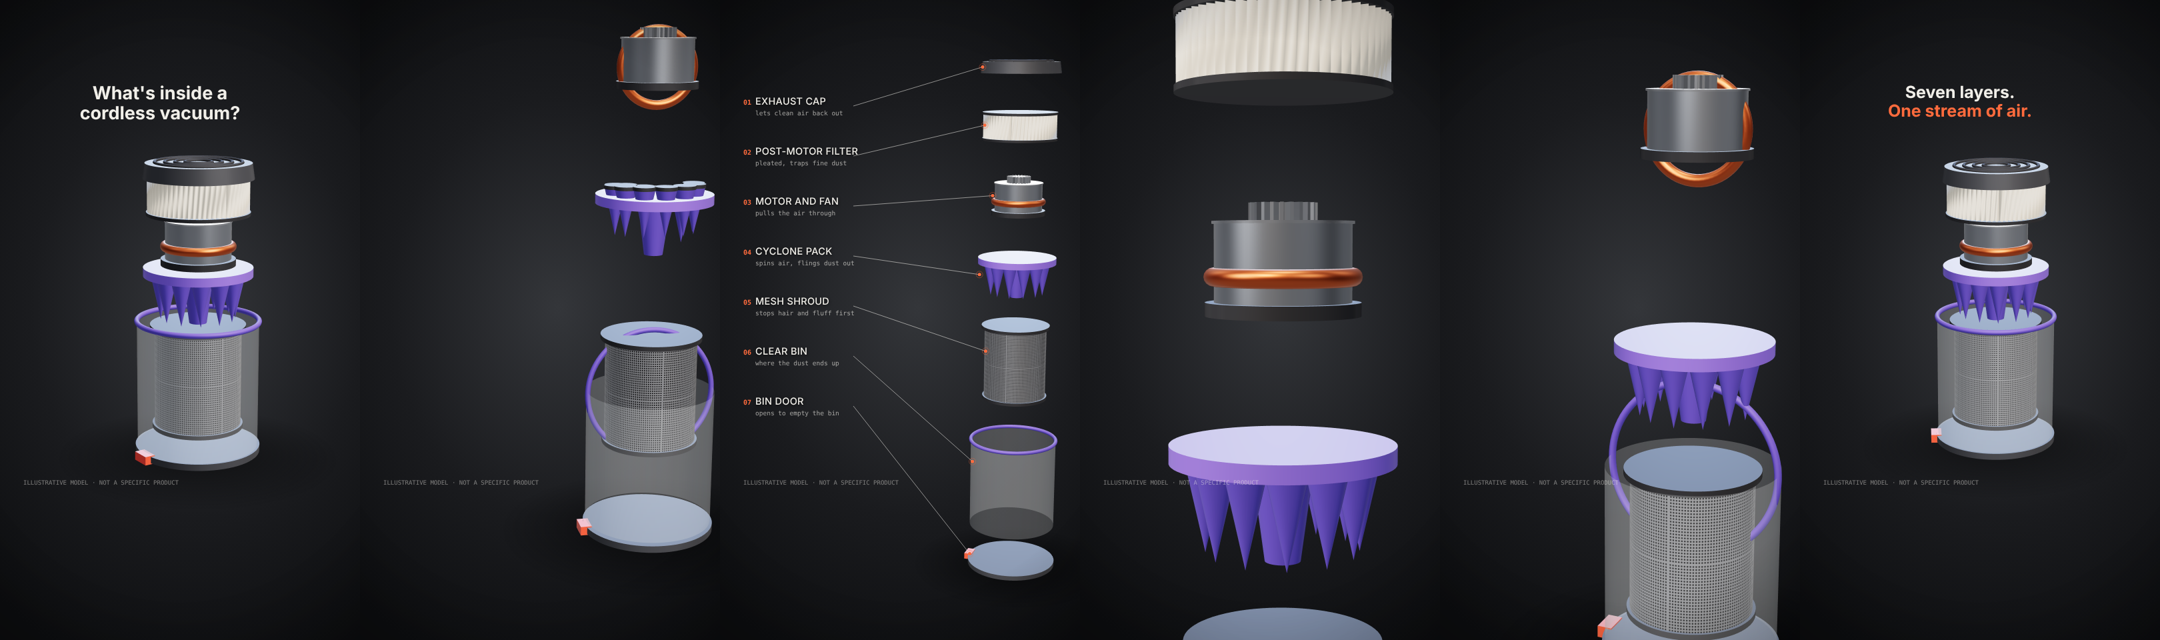 What's inside a
cordless vacuum?
ILLUSTRATIVE MODEL · NOT A SPECIFIC PRODUCT
ILLUSTRATIVE MODEL · NOT A SPECIFIC PRODUCT
01 EXHAUST CAP
lets clean air back out
02 POST-MOTOR FILTER
pleated, traps fine dust
03 MOTOR AND FAN
pulls the air through
04 CYCLONE PACK
spins air, flings dust out
05 MESH SHROUD
stops hair and fluff first
06 CLEAR BIN
where the dust ends up
07 BIN DOOR
opens to empty the bin
ILLUSTRATIVE MODEL · NOT A SPECIFIC PRODUCT
ILLUSTRATIVE MODEL · NOT A SPECIFIC PRODUCT
ILLUSTRATIVE MODEL · NOT A SPECIFIC PRODUCT
Seven layers.
One stream of air.
ILLUSTRATIVE MODEL · NOT A SPECIFIC PRODUCT